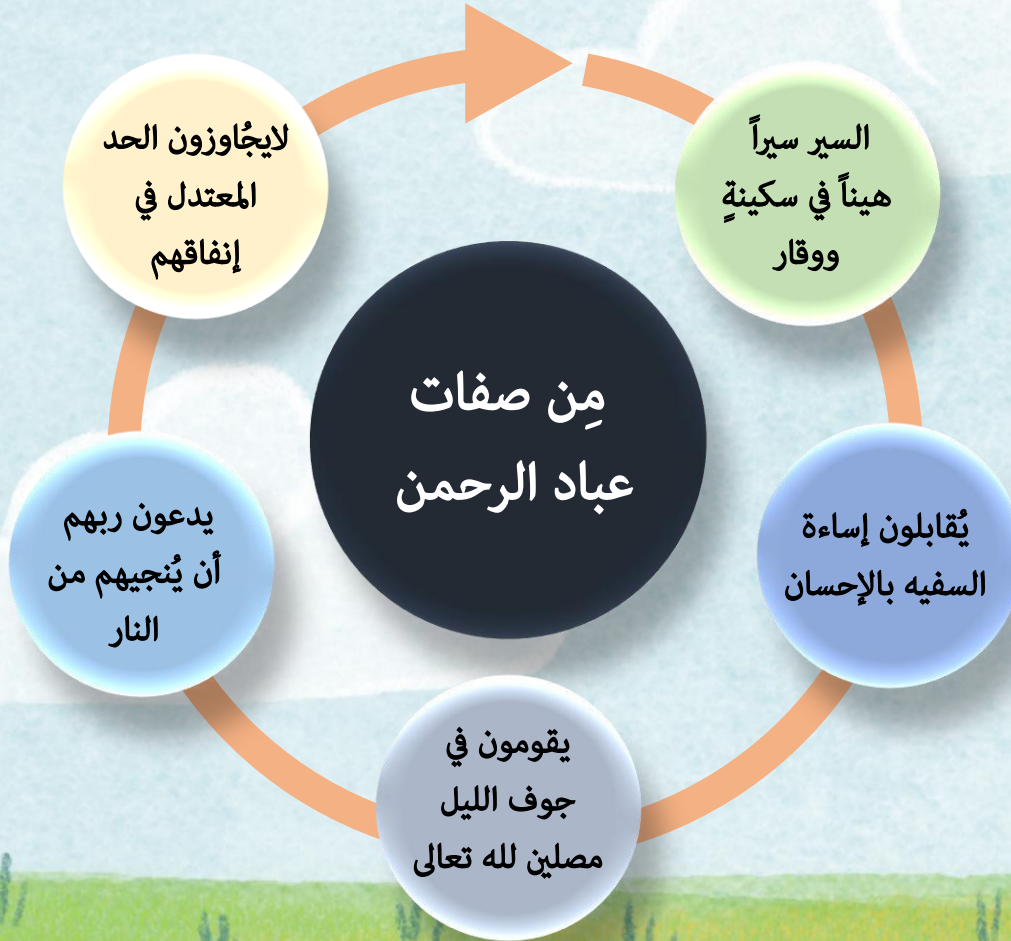 مِن صفات
عباد الرحمن
السير سيراً
هيناً في سكينةٍ
ووقار
يُقابلون إساءة
السفيه بالإحسان
يقومون في
جوف الليل
مصلين لله تعالى
يدعون ربهم
أن يُنجيهم من
النار
لايجُاوزون الحد
المعتدل في
إنفاقهم